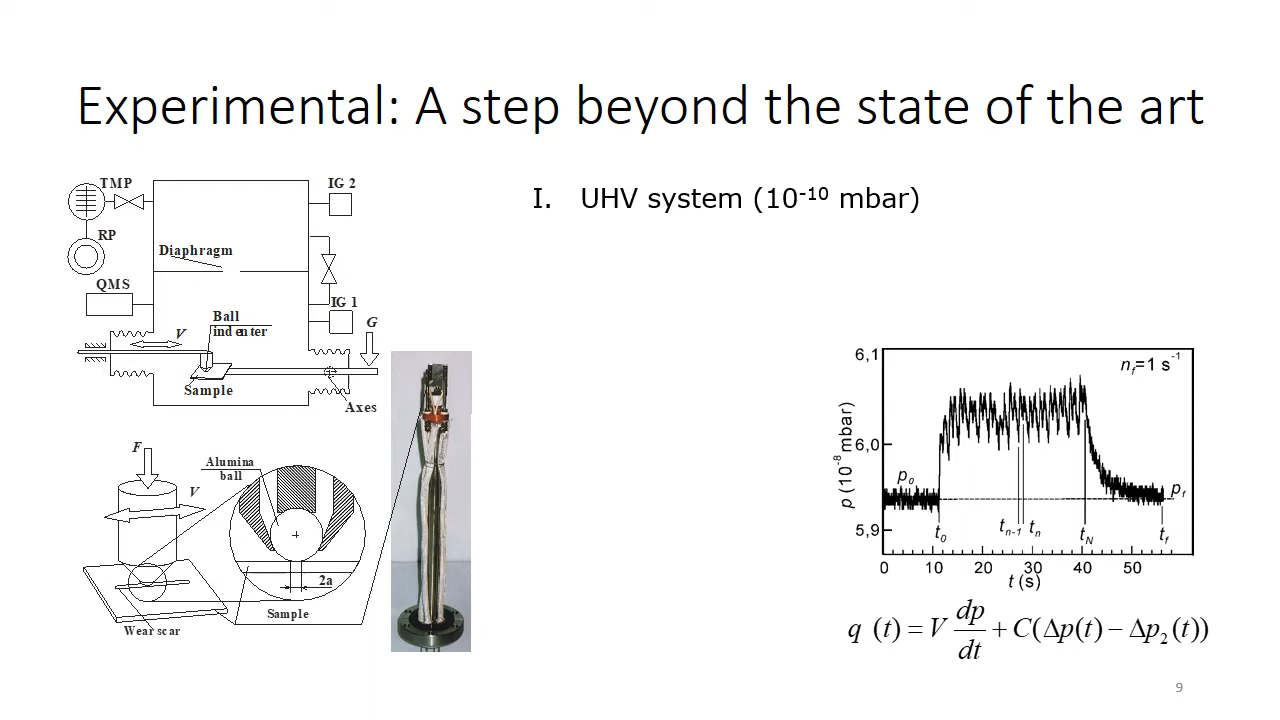 Experimental: A step beyond the state of the art
I. UHV system (10⁻¹⁰ mbar)
TMP
IG 2
RP
Diaphragm
QMS
IG 1
Ball
indenter
V
G
Sample
Axes
F
V
Alumina
ball
2a
Sample
Wear scar
6,1
6,0
5,9
p (10⁻⁸ mbar)
nᵣ=1 s⁻¹
p₀
p_f
t₀
t_{n-1}
t_n
t_N
t_f
0 10 20 30 40 50
t (s)
q (t) = V dp/dt + C(Δp(t) − Δp₂(t))
9